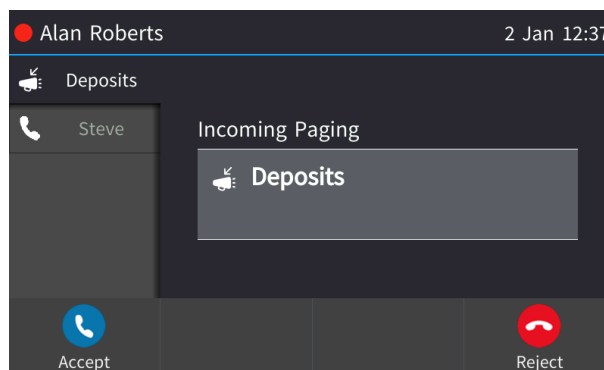 Alan Roberts 2 Jan 12:37
Deposits
Steve
Incoming Paging
Deposits
Accept
Reject